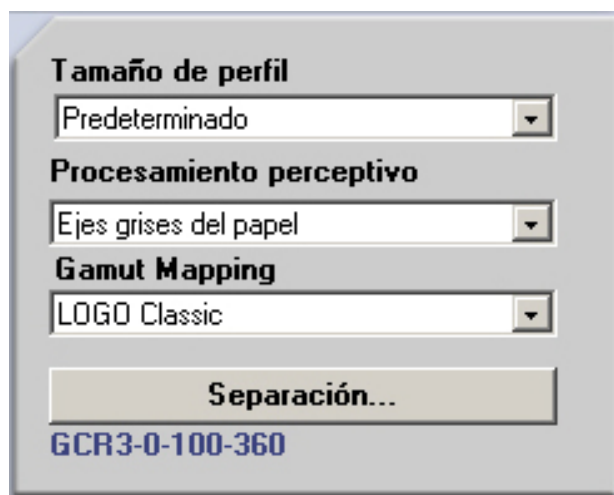 Tamaño de perfil
Predeterminado
Procesamiento perceptivo
Ejes grises del papel
Gamut Mapping
LOGO Classic
Separación...
GCR3-0-100-360